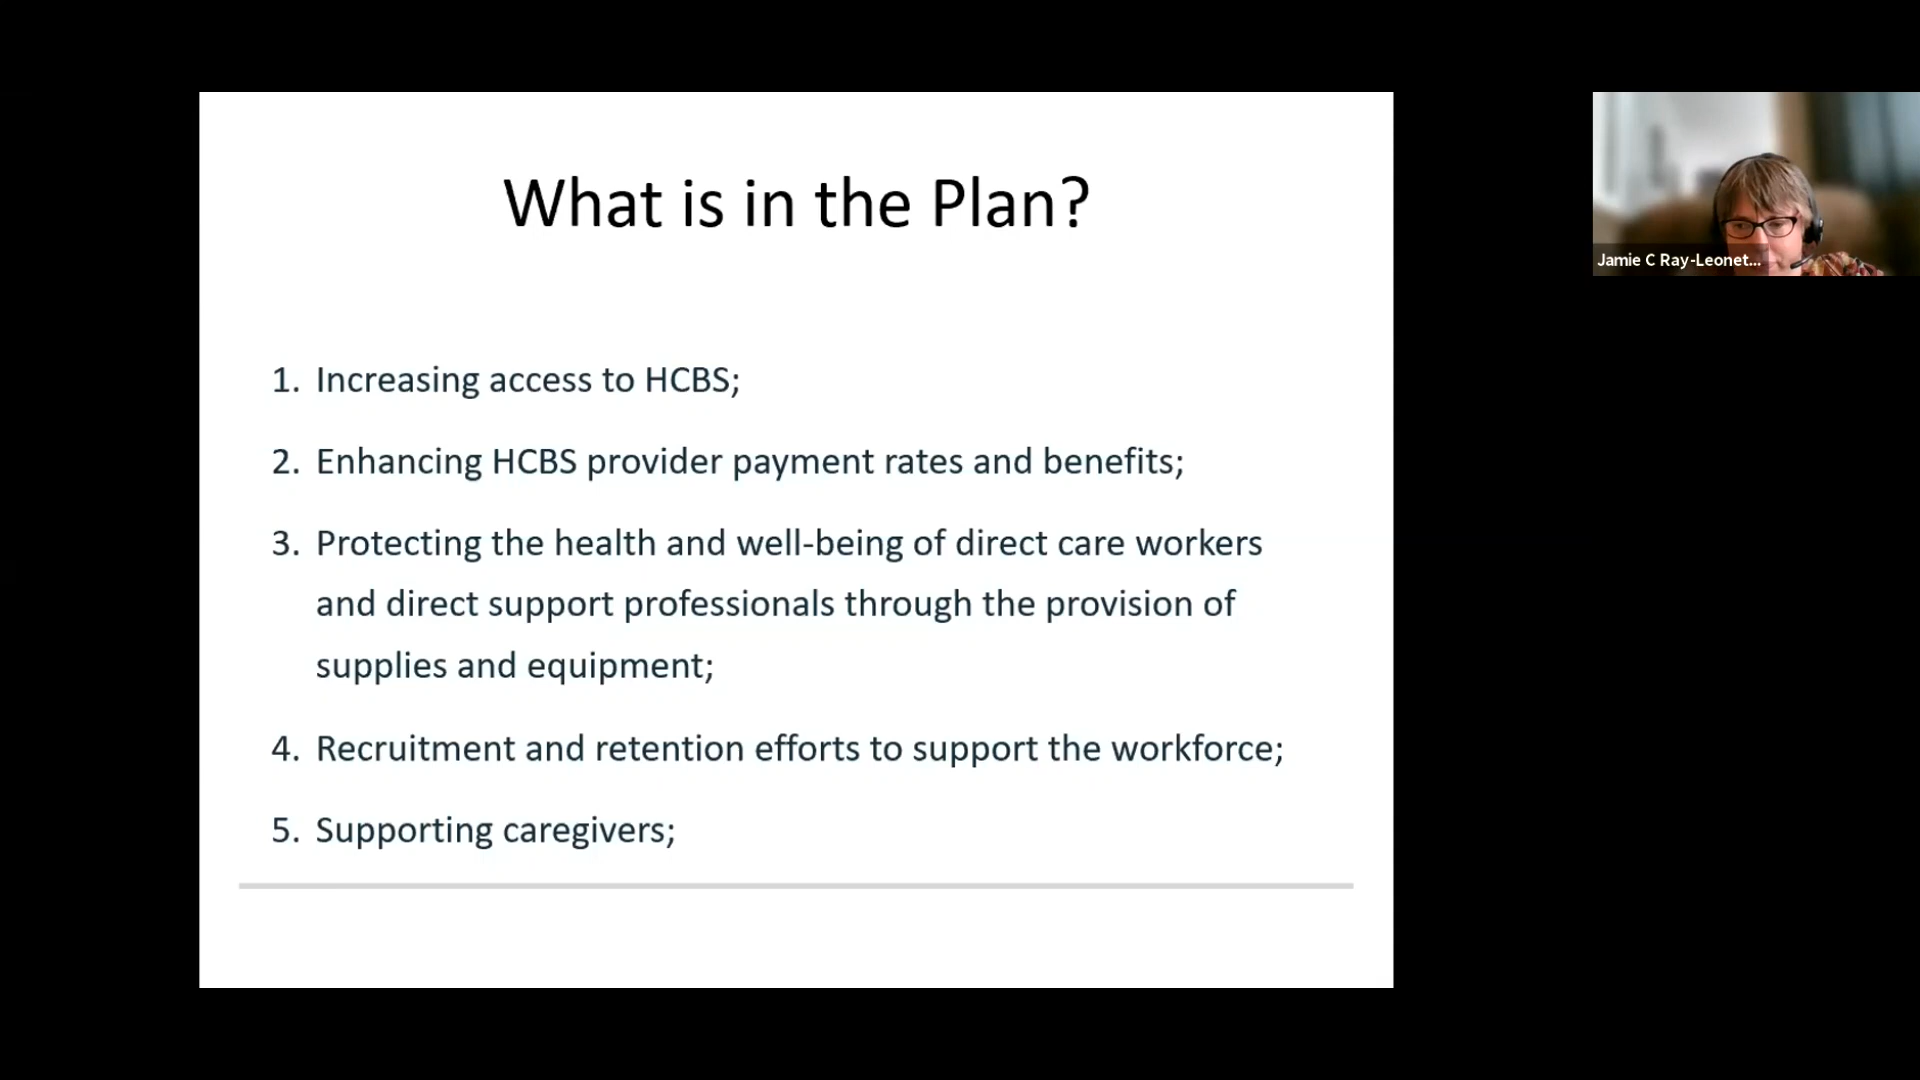 What is in the Plan?
1. Increasing access to HCBS;
2. Enhancing HCBS provider payment rates and benefits;
3. Protecting the health and well-being of direct care workers
and direct support professionals through the provision of
supplies and equipment;
4. Recruitment and retention efforts to support the workforce;
5. Supporting caregivers;
Jamie C Ray-Leonet...